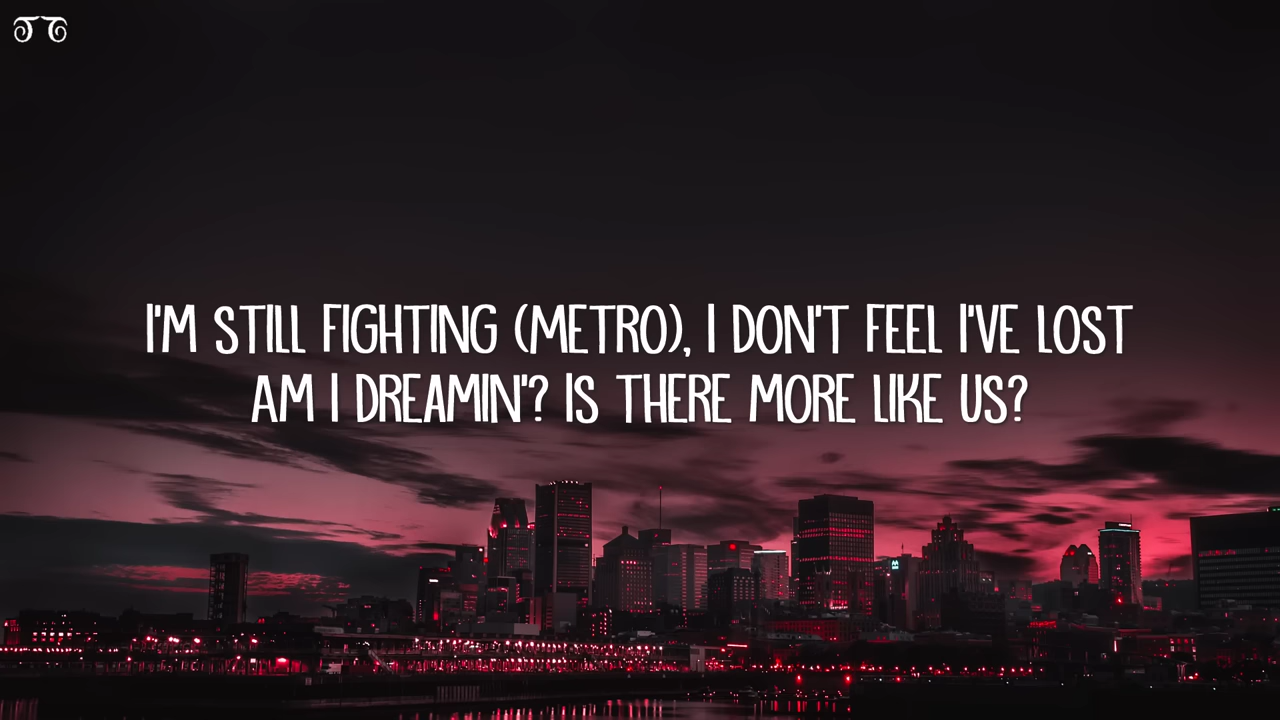 I'M STILL FIGHTING (METRO), I DON'T FEEL I'VE LOST
AM I DREAMIN'? IS THERE MORE LIKE US?